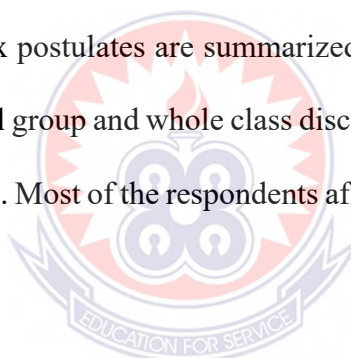 x postulates are summarized
l group and whole class disc
. Most of the respondents af
EDUCATION FOR SERVICE